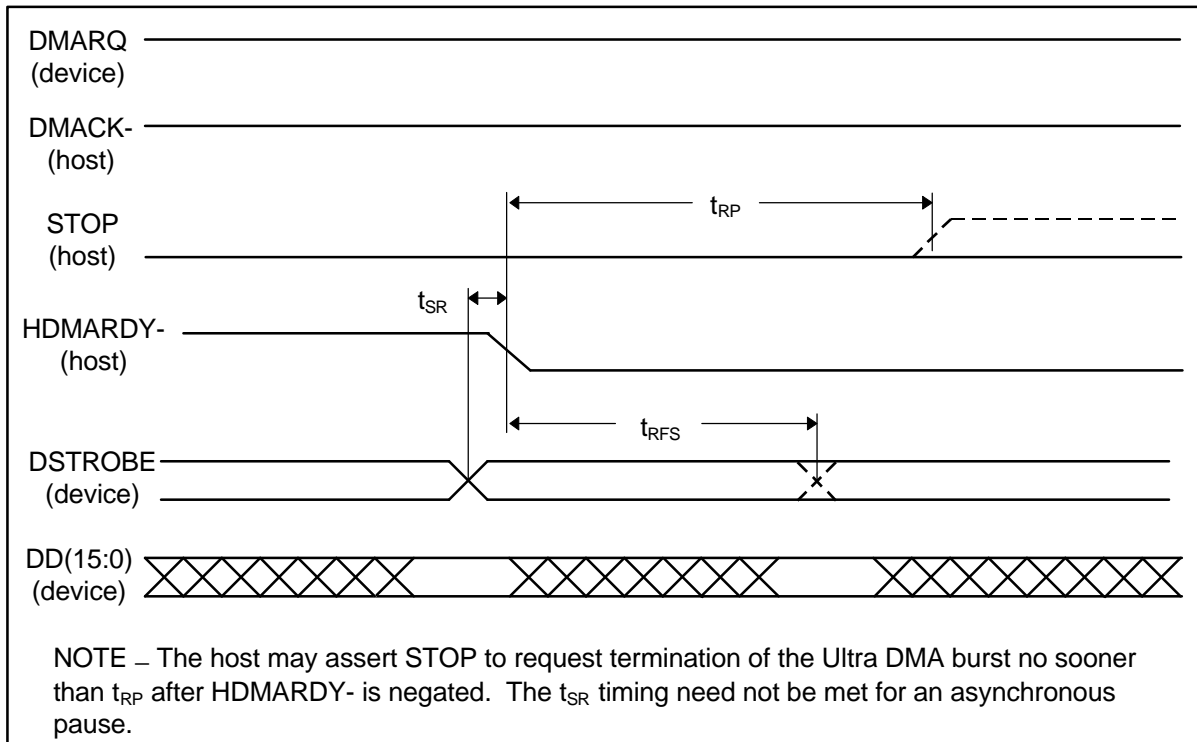 DMARQ
(device)
DMACK-
(host)
STOP
(host)
tRP
tSR
HDMARDY-
(host)
tRFS
DSTROBE
(device)
DD(15:0)
(device)
NOTE – The host may assert STOP to request termination of the Ultra DMA burst no sooner
than tRP after HDMARDY- is negated.  The tSR timing need not be met for an asynchronous
pause.